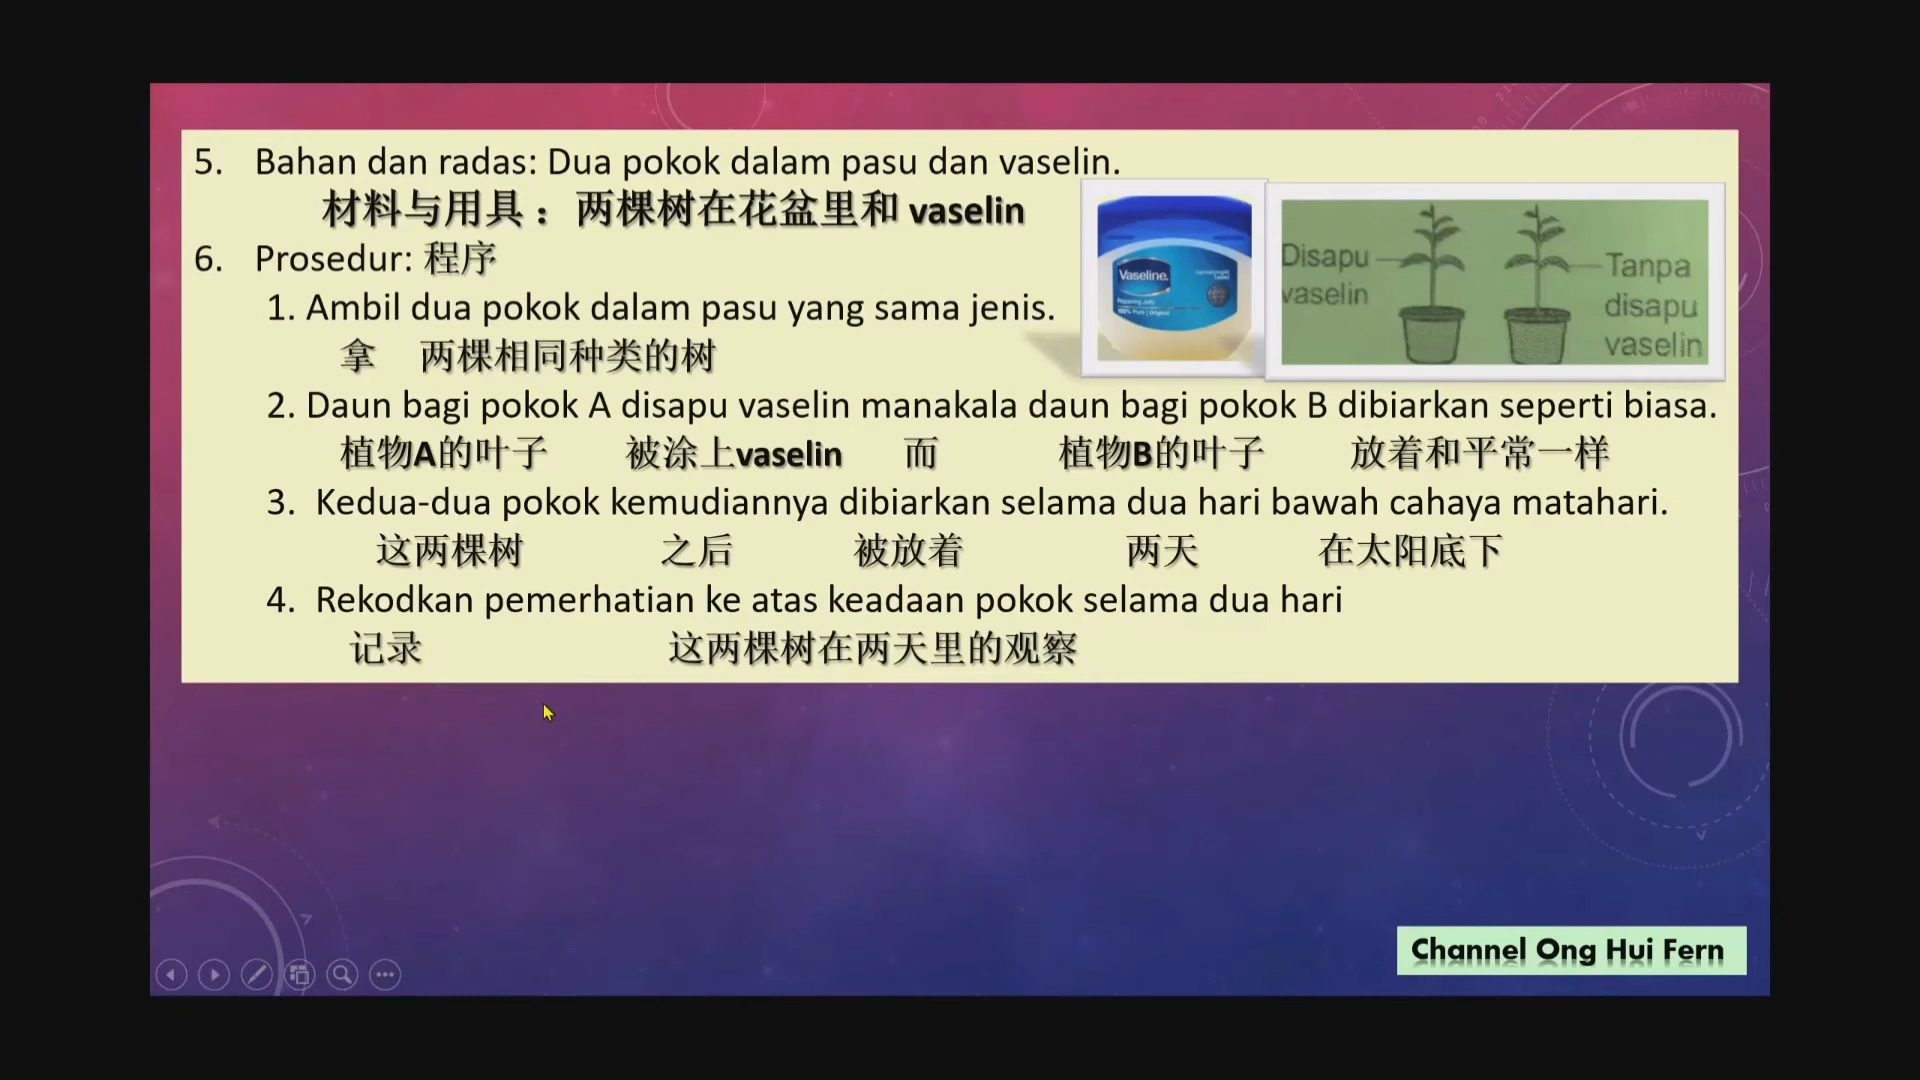 5. Bahan dan radas: Dua pokok dalam pasu dan vaselin.
材料与用具 ：两棵树在花盆里和 vaselin
6. Prosedur: 程序
1. Ambil dua pokok dalam pasu yang sama jenis.
拿 两棵相同种类的树
2. Daun bagi pokok A disapu vaselin manakala daun bagi pokok B dibiarkan seperti biasa.
植物A的叶子 被涂上vaselin 而 植物B的叶子 放着和平常一样
3. Kedua-dua pokok kemudiannya dibiarkan selama dua hari bawah cahaya matahari.
这两棵树 之后 被放着 两天 在太阳底下
4. Rekodkan pemerhatian ke atas keadaan pokok selama dua hari
记录 这两棵树在两天里的观察
Vaseline.
Repairing Jelly
100% Pure | Original
Disapu
vaselin
Tanpa
disapu
vaselin
Channel Ong Hui Fern